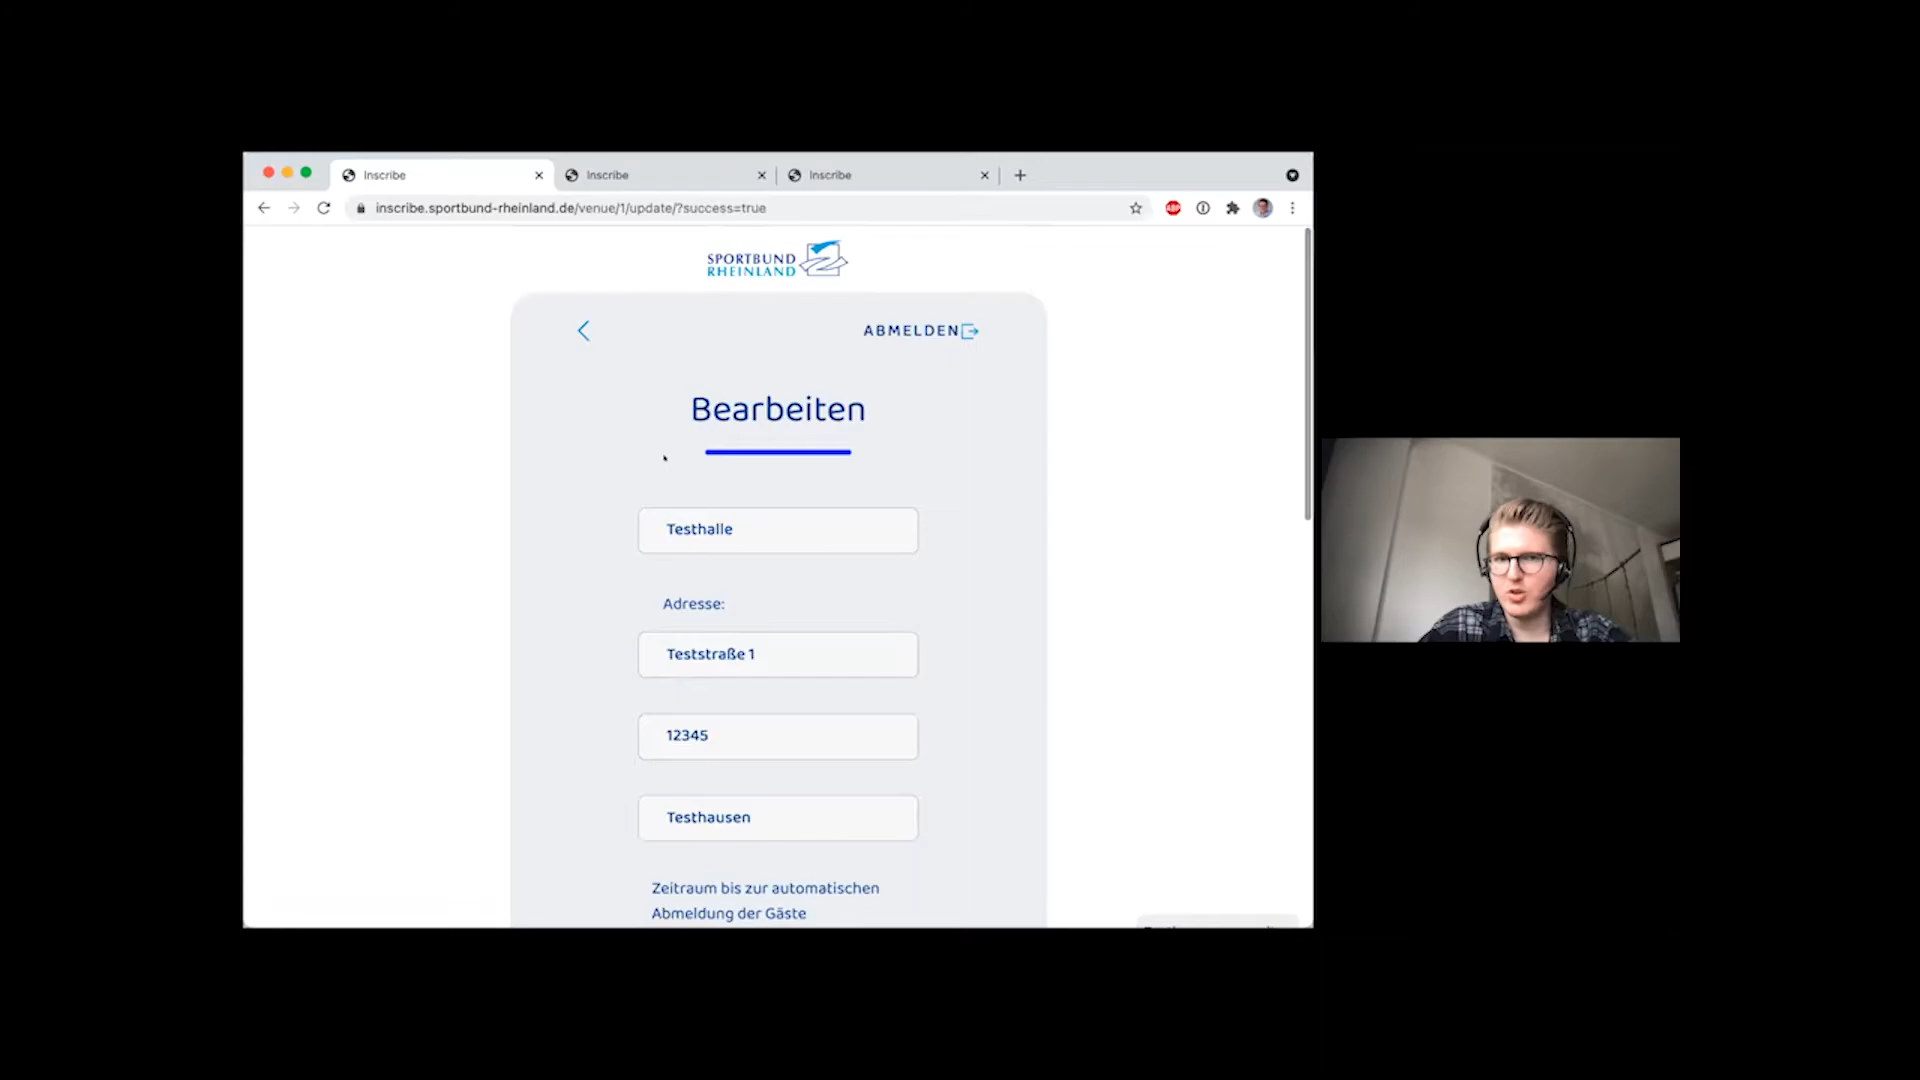 Inscribe
Inscribe
Inscribe
inscribe.sportbund-rheinland.de/venue/1/update/?success=true
ABP
SPORTBUND
RHEINLAND
ABMELDEN
Bearbeiten
Testhalle
Adresse:
Teststraße 1
12345
Testhausen
Zeitraum bis zur automatischen
Abmeldung der Gäste